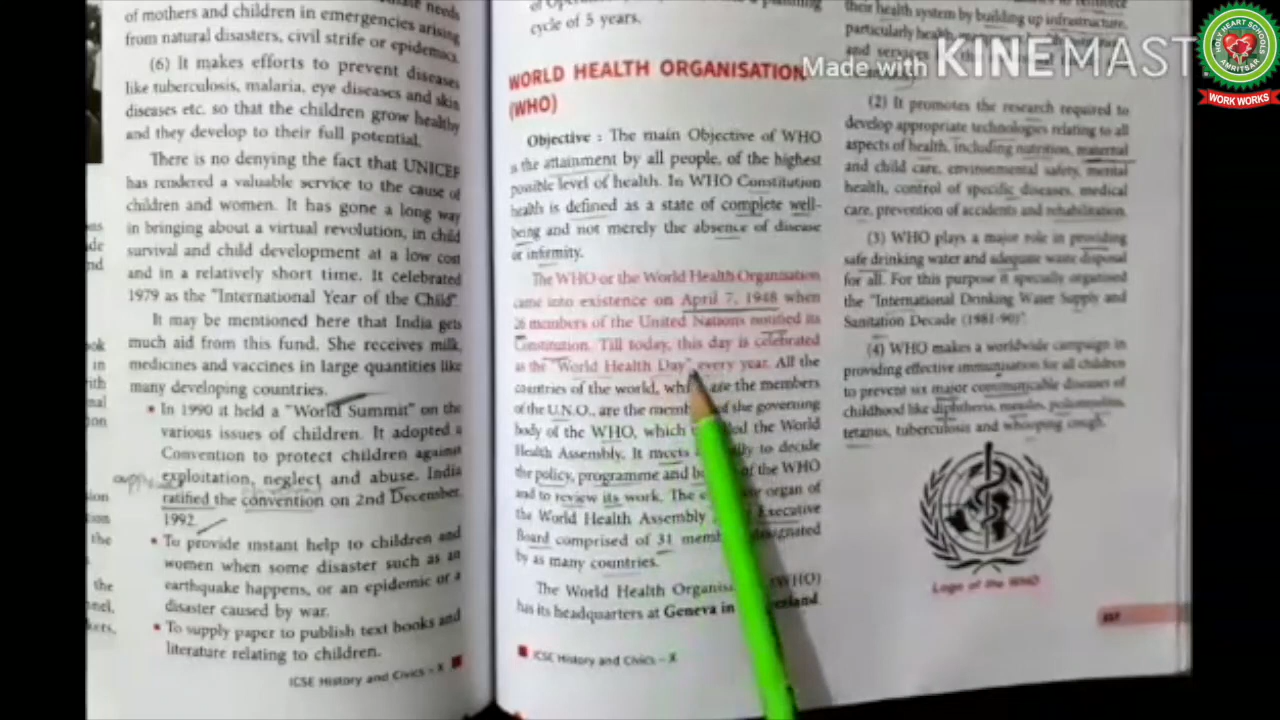 of mothers and children in emergencies arising
from natural disasters, civil strife or epidemics.
(6) It makes efforts to prevent diseases
like tuberculosis, malaria, eye diseases and skin
diseases etc. so that the children grow healthy
and they develop to their full potential.
There is no denying the fact that UNICEF
has rendered a valuable service to the cause of
children and women. It has gone a long way
in bringing about a virtual revolution, in child
survival and child development at a low cost
and in a relatively short time. It celebrated
1979 as the "International Year of the Child".
It may be mentioned here that India gets
much aid from this fund. She receives milk,
medicines and vaccines in large quantities like
many developing countries.
• In 1990 it held a "World Summit" on the
various issues of children. It adopted a
Convention to protect children against
exploitation, neglect and abuse. India
ratified the convention on 2nd December,
1992.
• To provide instant help to children and
women when some disaster such as an
earthquake happens, or an epidemic or a
disaster caused by war.
• To supply paper to publish text books and
literature relating to children.
ICSE History and Civics - X
cycle of 5 years.
WORLD HEALTH ORGANISATION
(WHO)
Objective : The main Objective of WHO
is the attainment by all people, of the highest
possible level of health. In WHO Constitution
health is defined as a state of complete well-
being and not merely the absence of disease
or infirmity.
The WHO or the World Health Organisation
came into existence on April 7, 1948 when
26 members of the United Nations notified its
Constitution. Till today, this day is celebrated
as the "World Health Day" every year. All the
countries of the world, are the members
of the U.N.O., are the of the governing
body of the WHO, which the World
Health Assembly. It meets to decide
the policy, programme and of the WHO
and to review its work. The organ of
the World Health Assembly Executive
Board comprised of 31 designated
by as many countries.
The World Health (WHO)
has its headquarters at Geneva in
ICSE History and Civics - X
their health system by building up infrastructure,
particularly
and services
(2) It promotes the research required to
develop appropriate technologies relating to all
aspects of health, including nutrition, maternal
and child care, environmental safety, mental
health, control of specific diseases, medical
care, prevention of accidents and rehabilitation.
(3) WHO plays a major role in providing
safe drinking water and adequate waste disposal
for all. For this purpose it specially organised
the "International Drinking Water Supply and
Sanitation Decade (1981-90)".
(4) WHO makes a worldwide campaign in
providing effective immunisation for all children
to prevent six major communicable diseases of
childhood like diphtheria, measles, poliomyelitis,
tetanus, tuberculosis and whooping cough.
Logo of the WHO
Made with KINEMAST
HOLY HEART SCHOOLS
AMRITSAR
WORK WORKS